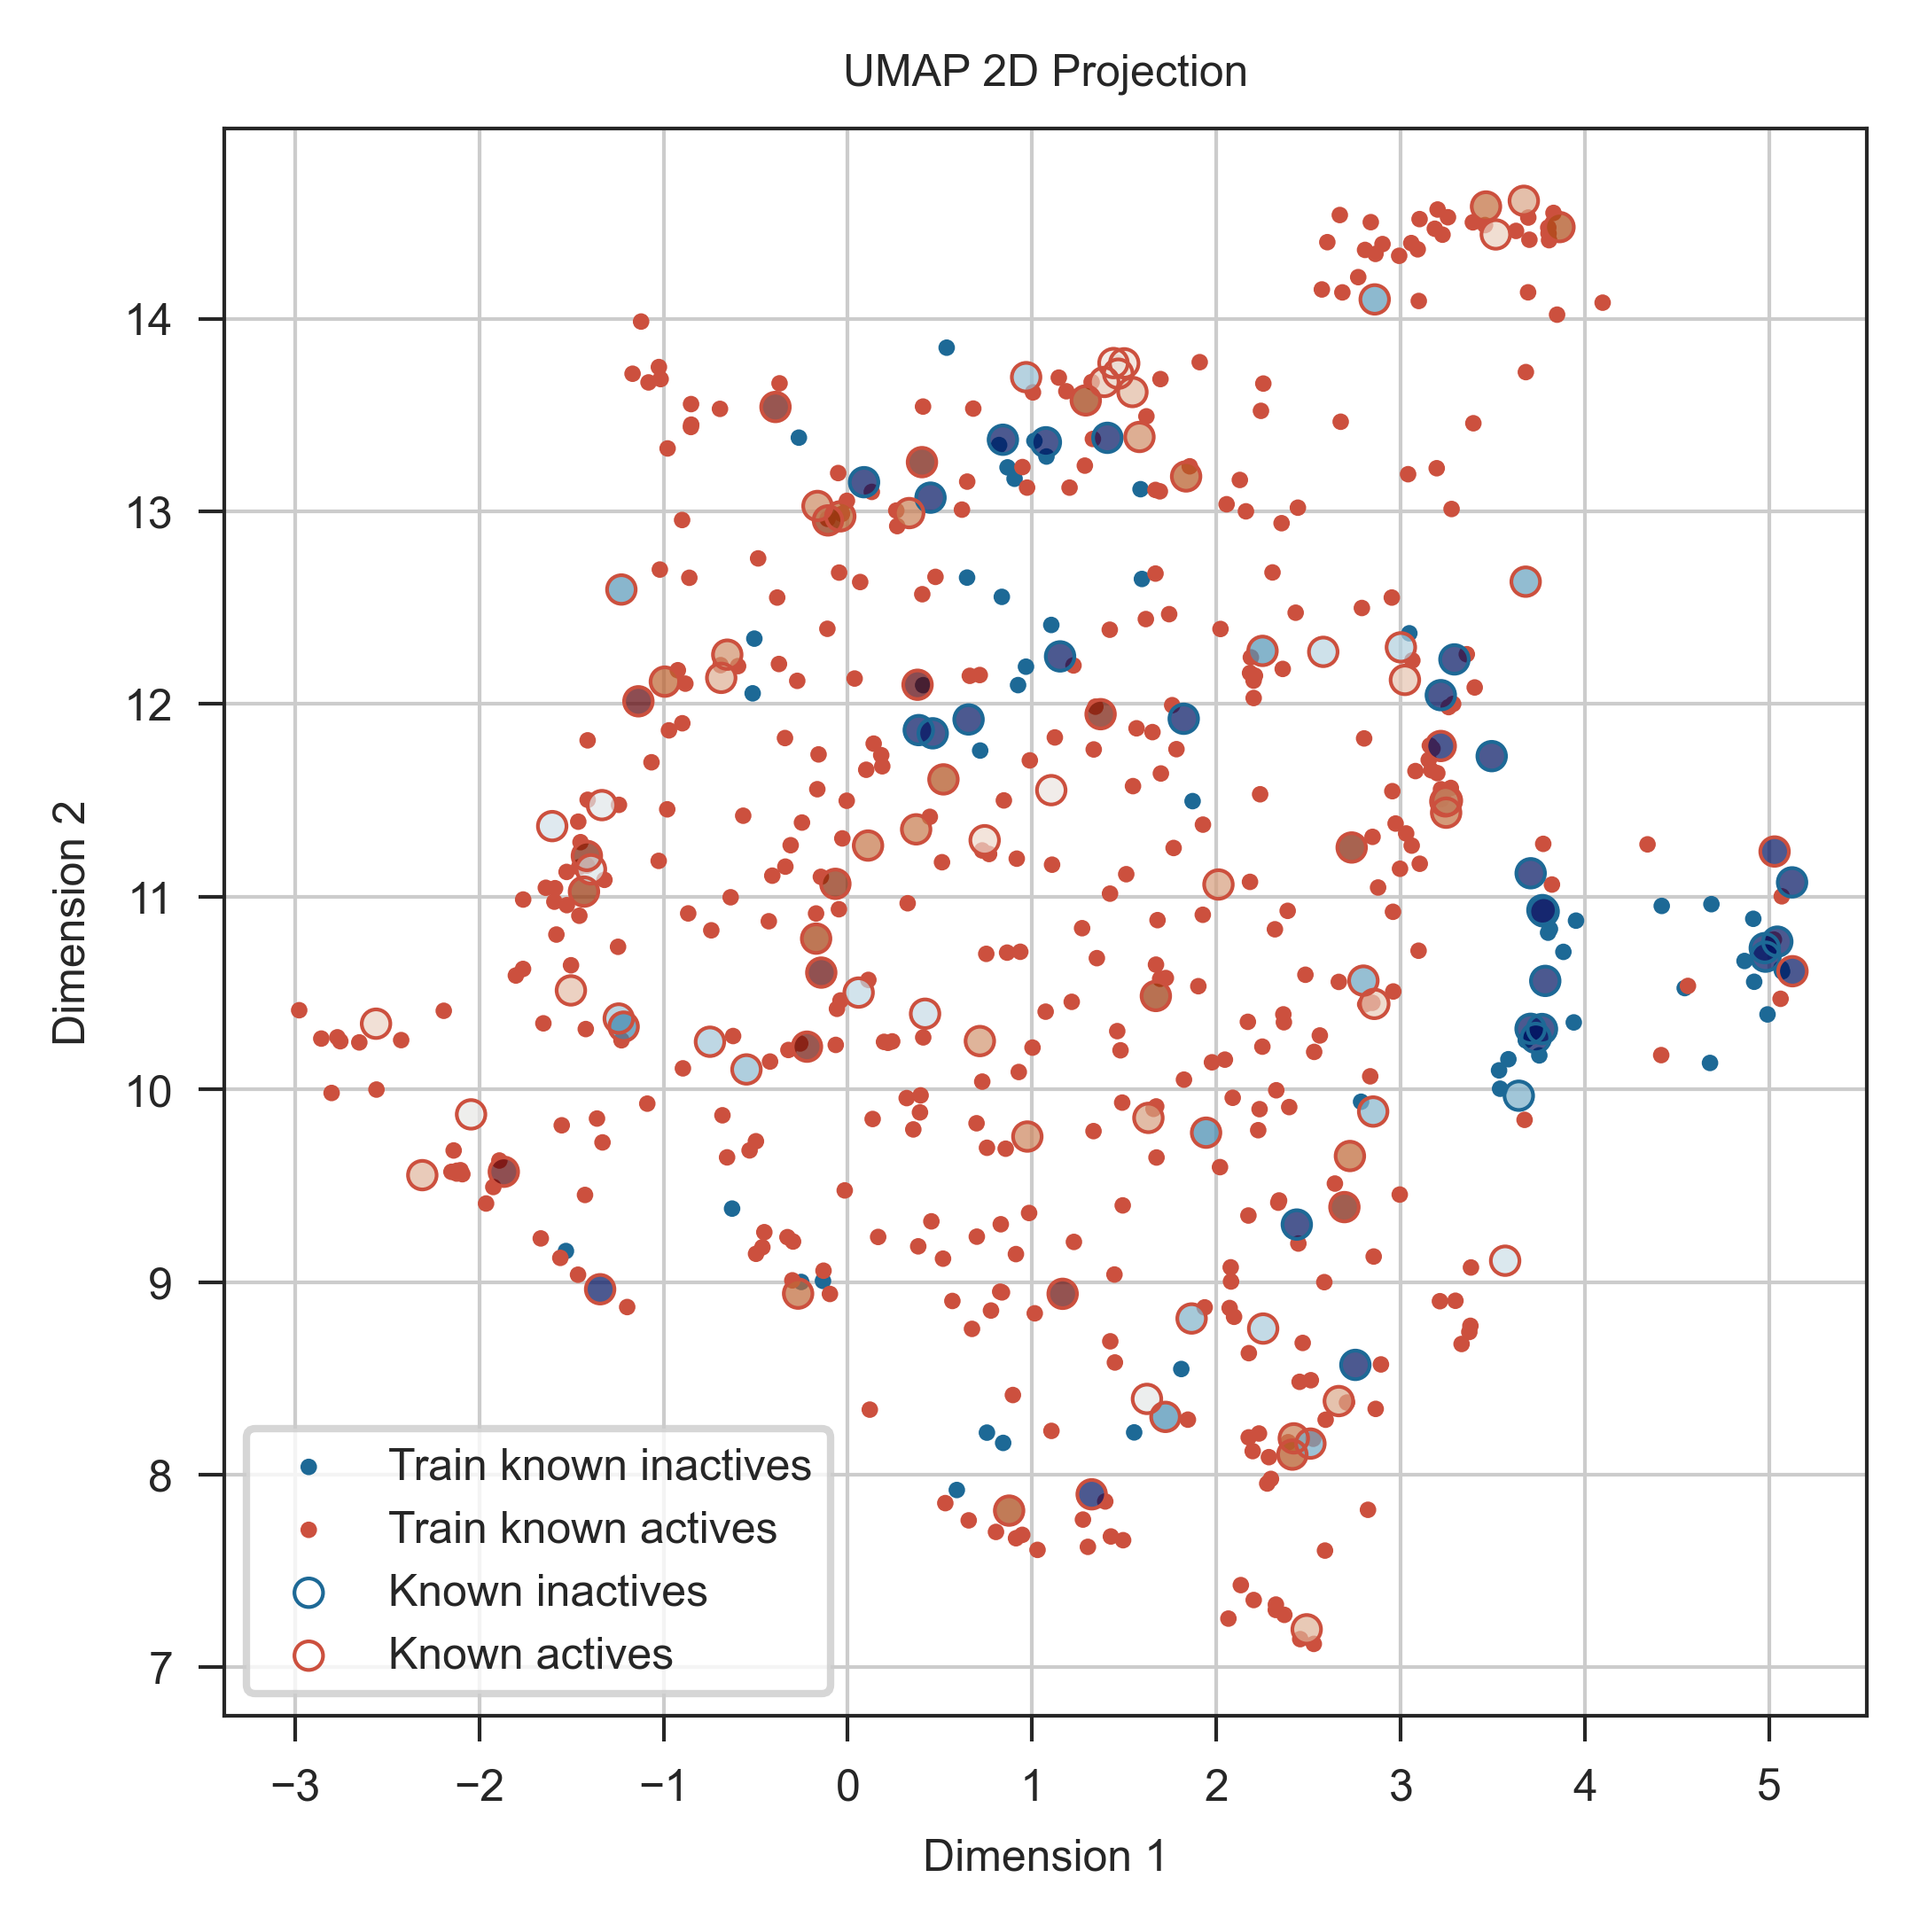 UMAP 2D Projection
Dimension 2
14
13
12
11
10
9
8
7
Train known inactives
Train known actives
Known inactives
Known actives
−3 −2 −1 0 1 2 3 4 5
Dimension 1